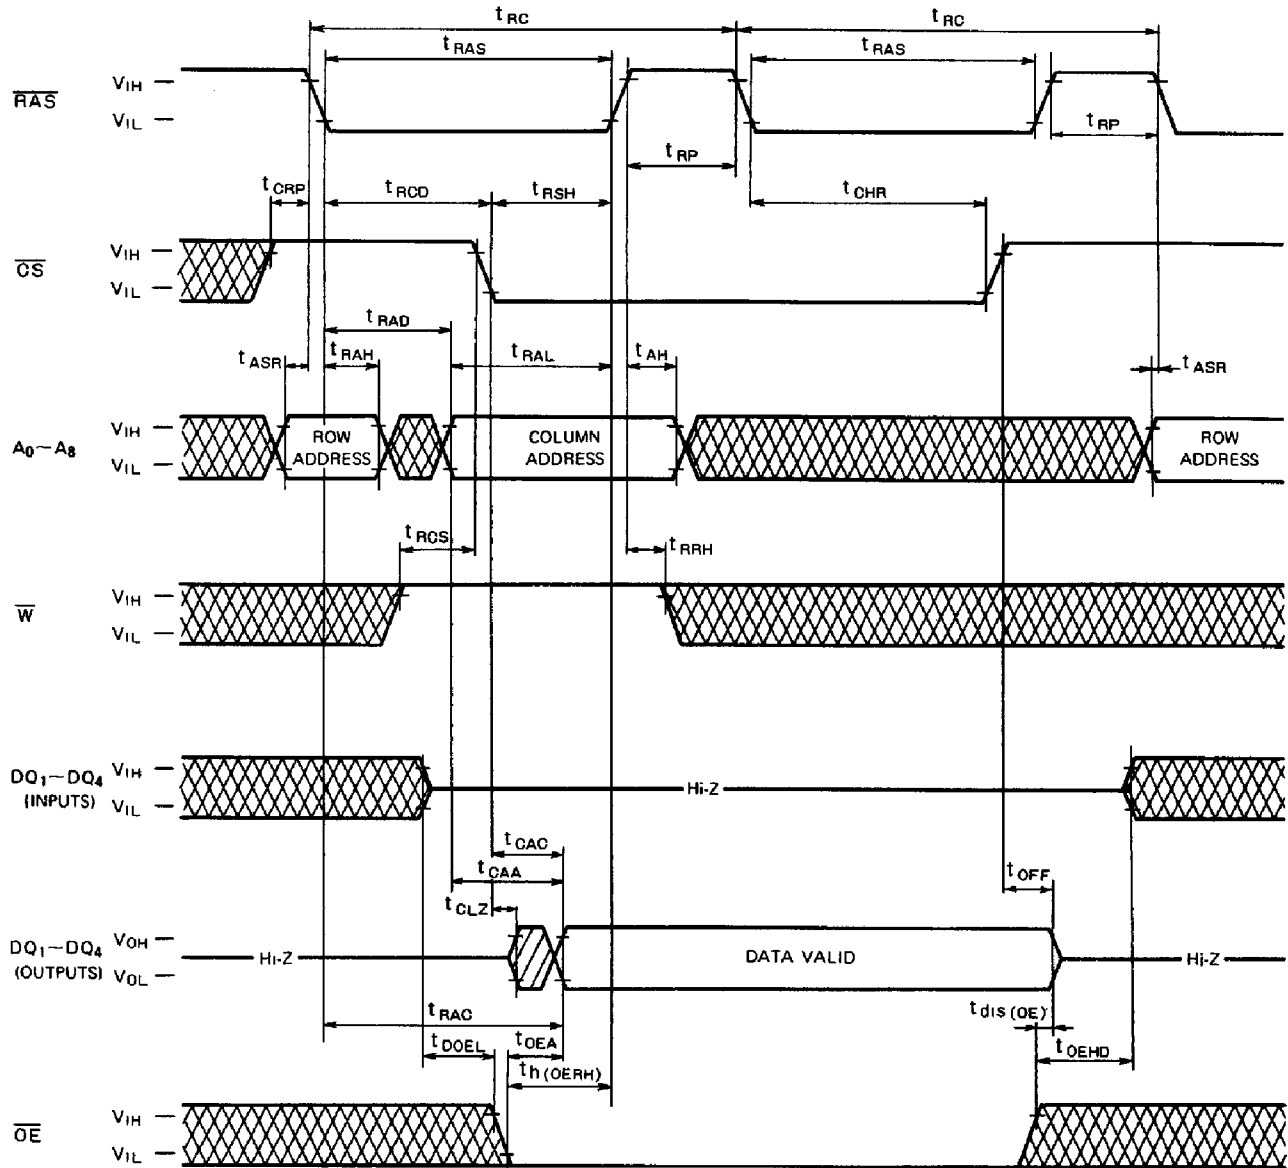 tRC tRC
tRAS tRAS
RAS VIH
VIL
tRP tRP
tCRP tRCD tRSH tCHR
CS VIH
VIL
tRAD
tASR tRAH tRAL tAH tASR
A0~A8 VIH
VIL
ROW ADDRESS
COLUMN ADDRESS
ROW ADDRESS
tRCS tRRH
W VIH
VIL
DQ1~DQ4 (INPUTS) VIH
VIL
Hi-Z
tCAC
tCAA tOFF
tCLZ
DQ1~DQ4 (OUTPUTS) VOH
VOL
Hi-Z DATA VALID Hi-Z
tRAC tdis(OE)
tDOEL tOEA tOEHD
th(OERH)
OE VIH
VIL